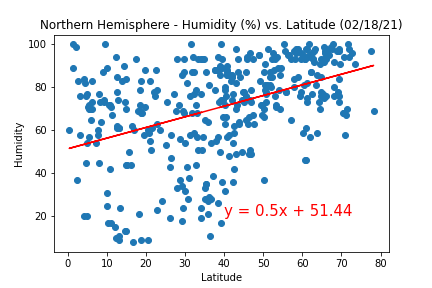 Northern Hemisphere - Humidity (%) vs. Latitude (02/18/21)
100
80
60
40
20
Humidity
y = 0.5x + 51.44
0 10 20 30 40 50 60 70 80
Latitude